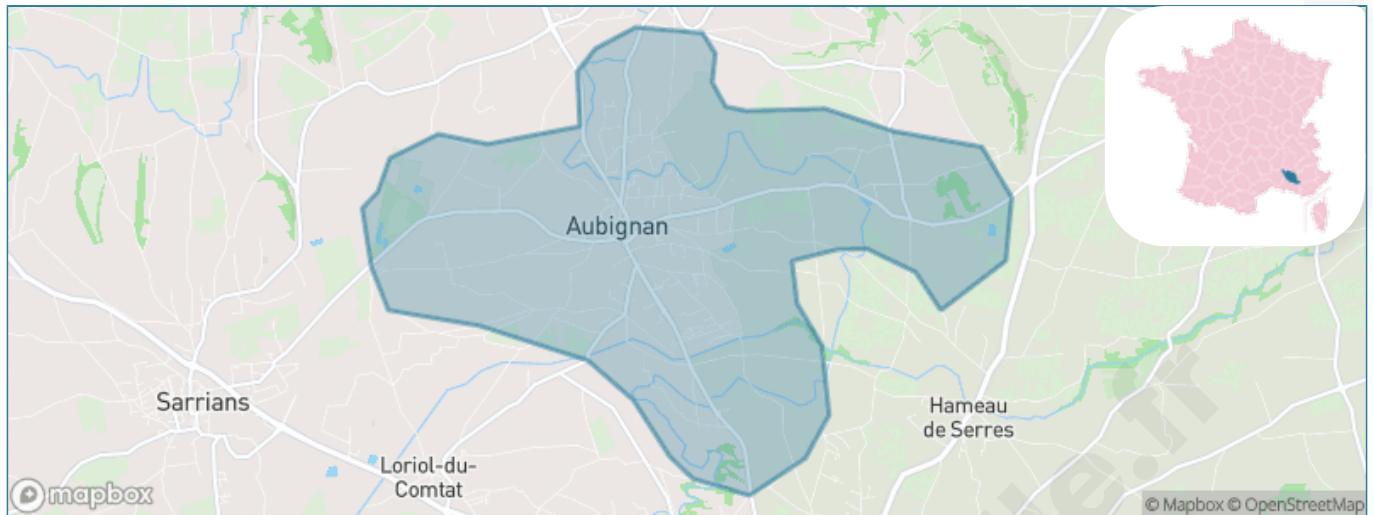 Aubignan
Sarrians
Hameau
de Serres
Loriol-du-
Comtat
mapbox
© Mapbox © OpenStreetMap